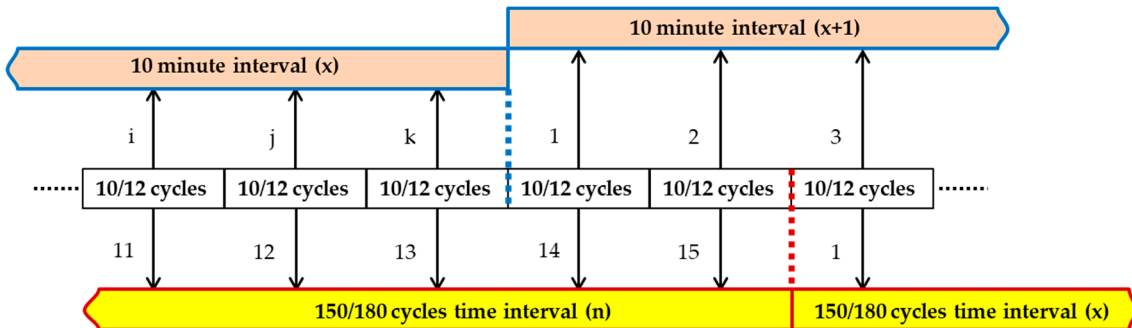 10 minute interval (x+1)
10 minute interval (x)
i j k 1 2 3
10/12 cycles 10/12 cycles 10/12 cycles 10/12 cycles 10/12 cycles 10/12 cycles
11 12 13 14 15 1
150/180 cycles time interval (n) 150/180 cycles time interval (x)